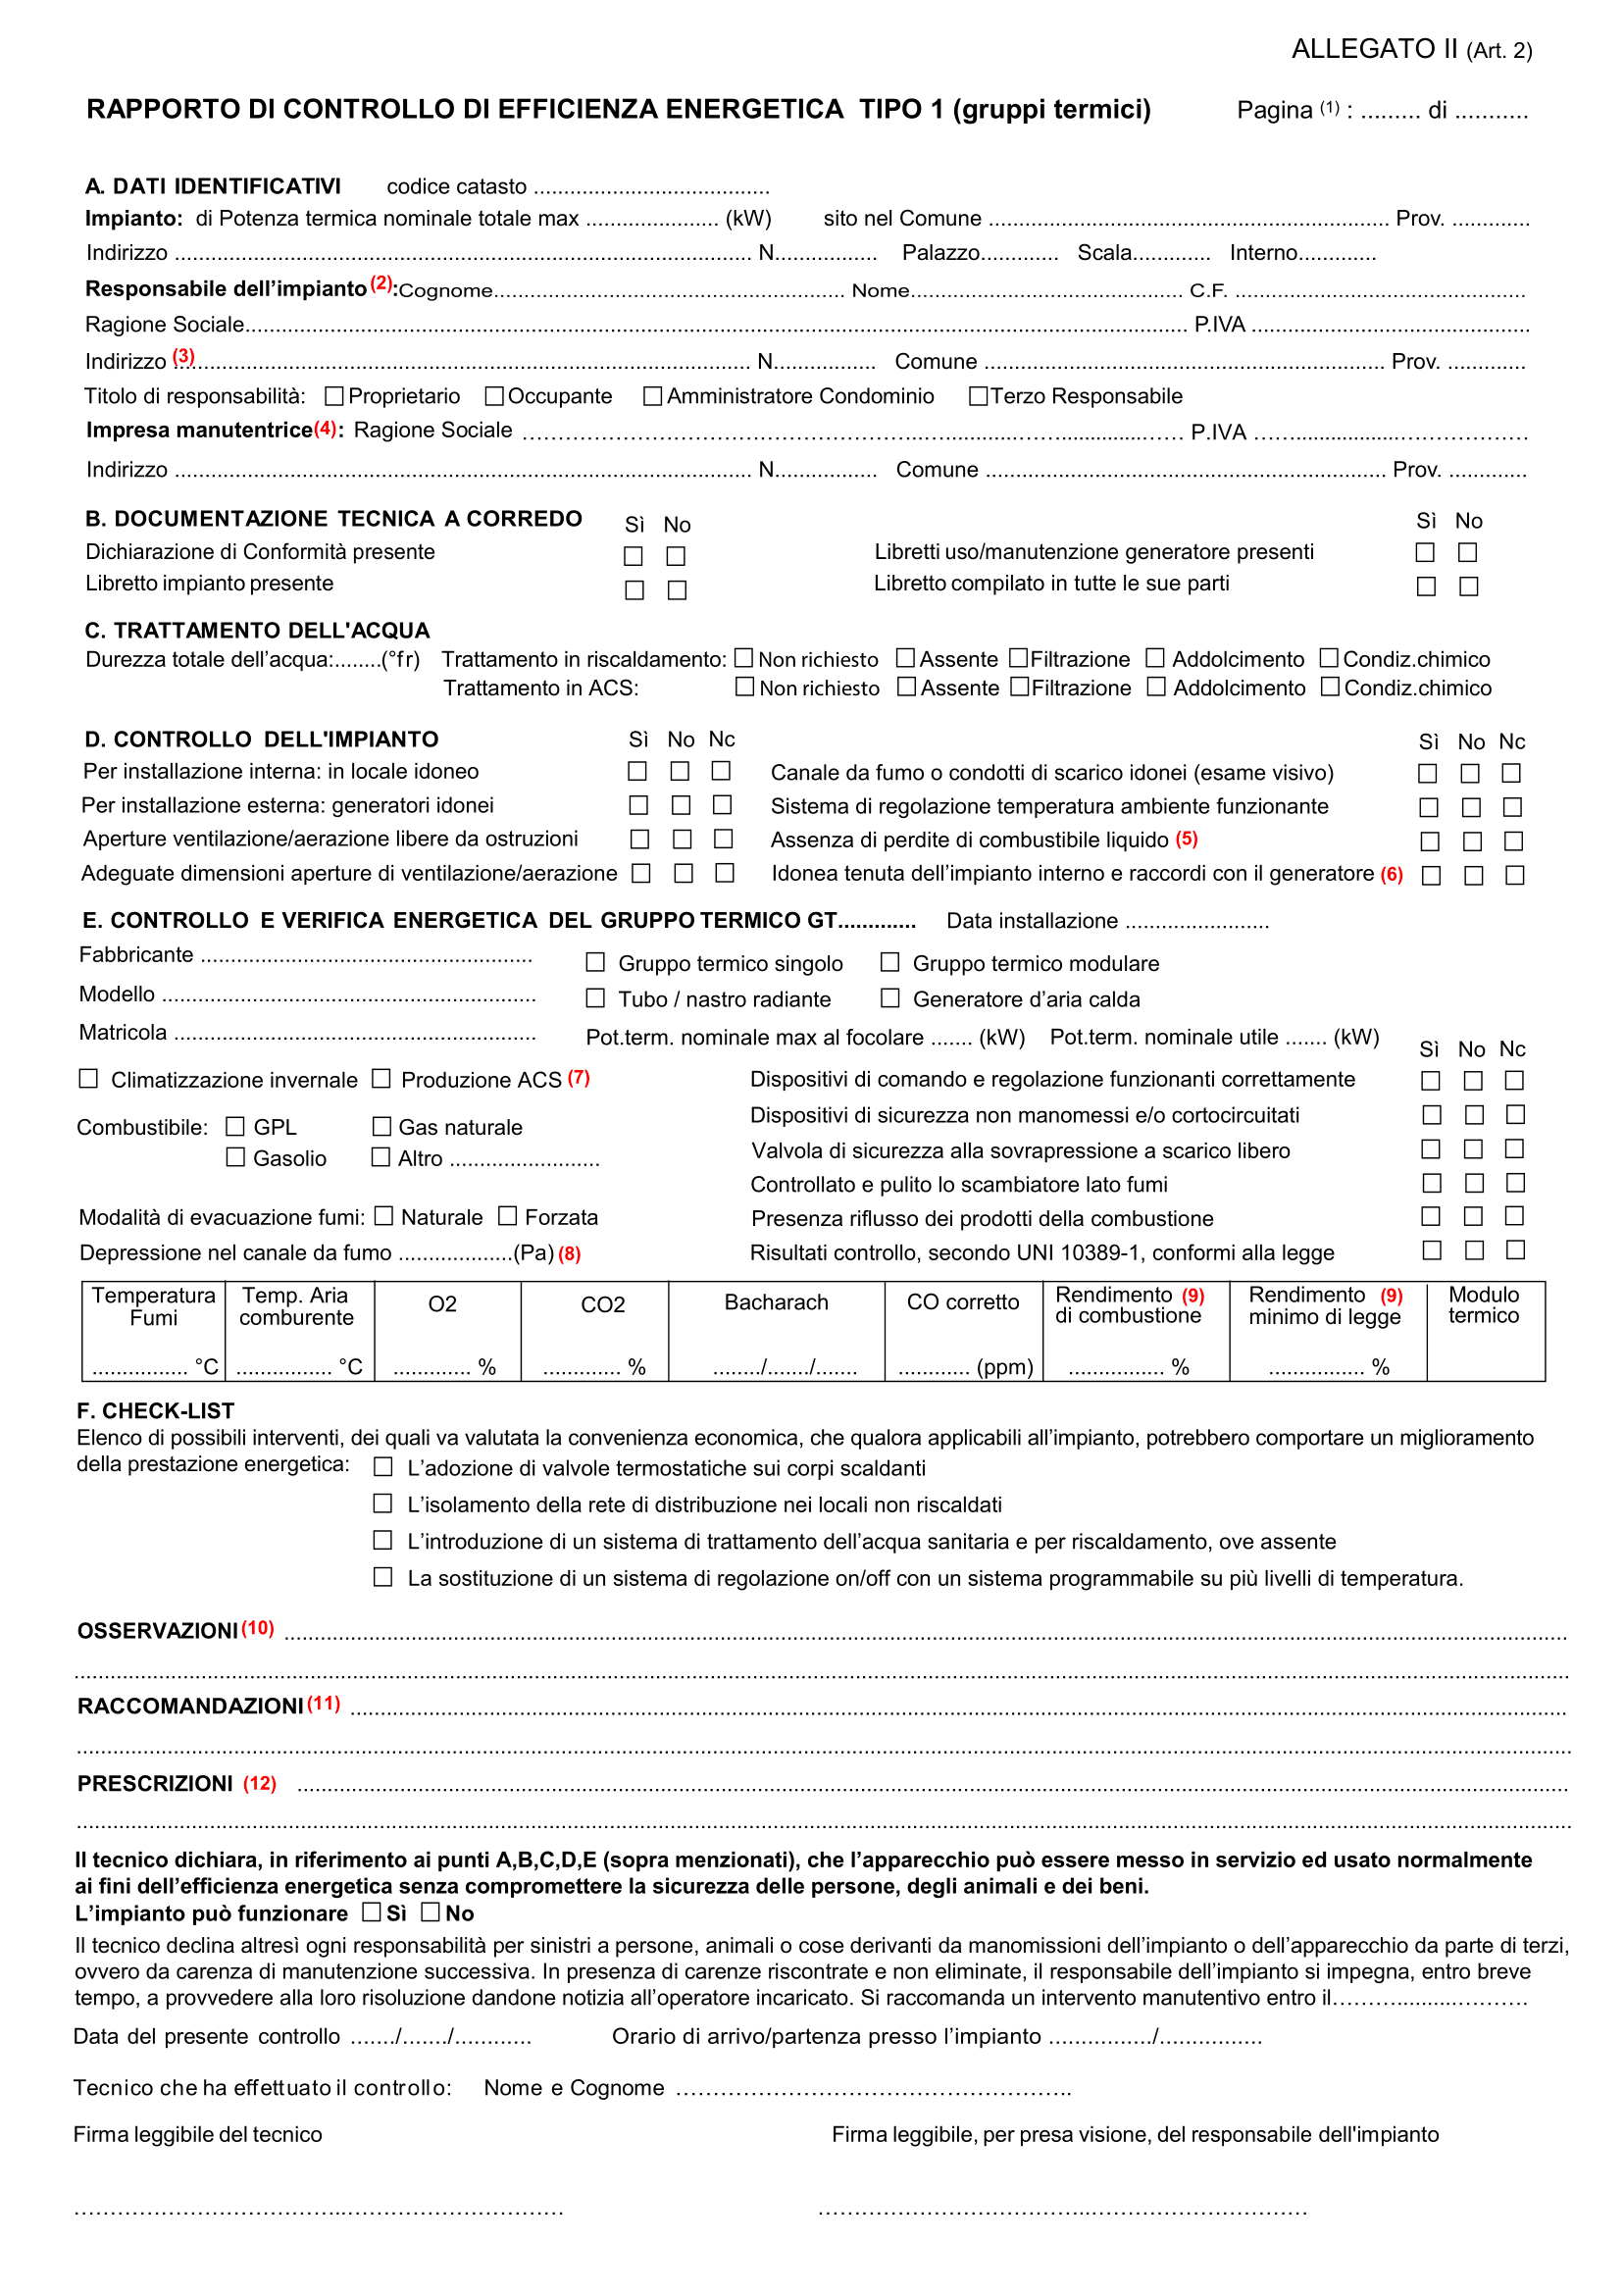 ALLEGATO II (Art. 2)
RAPPORTO DI CONTROLLO DI EFFICIENZA ENERGETICA TIPO 1 (gruppi termici) Pagina (1) : ......... di ...........
A. DATI IDENTIFICATIVI codice catasto ........................................
Impianto: di Potenza termica nominale totale max ...................... (kW) sito nel Comune .................................................................. Prov. .............
Indirizzo ................................................................................................ N................. Palazzo............. Scala............. Interno.............
Responsabile dell’impianto (2):Cognome.......................................................... Nome............................................. C.F. ................................................
Ragione Sociale............................................................................................................................................................. P.IVA ..............................................
Indirizzo (3)............................................................................................... N................. Comune .................................................................. Prov. .............
Titolo di responsabilità: ☐ Proprietario ☐ Occupante ☐ Amministratore Condominio ☐ Terzo Responsabile
Impresa manutentrice(4): Ragione Sociale .................................................................................................... P.IVA ..............................................
Indirizzo ................................................................................................ N................. Comune .................................................................. Prov. .............
B. DOCUMENTAZIONE TECNICA A CORREDO Sì No Sì No
Dichiarazione di Conformità presente ☐ ☐ Libretti uso/manutenzione generatore presenti ☐ ☐
Libretto impianto presente ☐ ☐ Libretto compilato in tutte le sue parti ☐ ☐
C. TRATTAMENTO DELL'ACQUA
Durezza totale dell’acqua:........(°fr) Trattamento in riscaldamento: ☐ Non richiesto ☐ Assente ☐ Filtrazione ☐ Addolcimento ☐ Condiz.chimico
Trattamento in ACS: ☐ Non richiesto ☐ Assente ☐ Filtrazione ☐ Addolcimento ☐ Condiz.chimico
D. CONTROLLO DELL'IMPIANTO Sì No Nc Sì No Nc
Per installazione interna: in locale idoneo ☐ ☐ ☐ Canale da fumo o condotti di scarico idonei (esame visivo) ☐ ☐ ☐
Per installazione esterna: generatori idonei ☐ ☐ ☐ Sistema di regolazione temperatura ambiente funzionante ☐ ☐ ☐
Aperture ventilazione/aerazione libere da ostruzioni ☐ ☐ ☐ Assenza di perdite di combustibile liquido (5) ☐ ☐ ☐
Adeguate dimensioni aperture di ventilazione/aerazione ☐ ☐ ☐ Idonea tenuta dell’impianto interno e raccordi con il generatore (6) ☐ ☐ ☐
E. CONTROLLO E VERIFICA ENERGETICA DEL GRUPPO TERMICO GT............. Data installazione ........................
Fabbricante ....................................................... ☐ Gruppo termico singolo ☐ Gruppo termico modulare
Modello .............................................................. ☐ Tubo / nastro radiante ☐ Generatore d’aria calda
Matricola ............................................................ Pot.term. nominale max al focolare ....... (kW) Pot.term. nominale utile ....... (kW) Sì No Nc
☐ Climatizzazione invernale ☐ Produzione ACS (7) Dispositivi di comando e regolazione funzionanti correttamente ☐ ☐ ☐
Combustibile: ☐ GPL ☐ Gas naturale Dispositivi di sicurezza non manomessi e/o cortocircuitati ☐ ☐ ☐
☐ Gasolio ☐ Altro ......................... Valvola di sicurezza alla sovrapressione a scarico libero ☐ ☐ ☐
Controllato e pulito lo scambiatore lato fumi ☐ ☐ ☐
Modalità di evacuazione fumi: ☐ Naturale ☐ Forzata Presenza riflusso dei prodotti della combustione ☐ ☐ ☐
Depressione nel canale da fumo ...................(Pa) (8) Risultati controllo, secondo UNI 10389-1, conformi alla legge ☐ ☐ ☐
Temperatura Temp. Aria O2 CO2 Bacharach CO corretto Rendimento (9) Rendimento (9) Modulo
Fumi comburente di combustione minimo di legge termico
................ °C ................ °C ............. % ............. % ......../......./....... ............ (ppm) ................ % ................ %
F. CHECK-LIST
Elenco di possibili interventi, dei quali va valutata la convenienza economica, che qualora applicabili all’impianto, potrebbero comportare un miglioramento
della prestazione energetica: ☐ L’adozione di valvole termostatiche sui corpi scaldanti
☐ L’isolamento della rete di distribuzione nei locali non riscaldati
☐ L’introduzione di un sistema di trattamento dell’acqua sanitaria e per riscaldamento, ove assente
☐ La sostituzione di un sistema di regolazione on/off con un sistema programmabile su più livelli di temperatura.
OSSERVAZIONI (10) ....................................................................................................
....................................................................................................
RACCOMANDAZIONI (11) ....................................................................................................
....................................................................................................
PRESCRIZIONI (12) ....................................................................................................
....................................................................................................
Il tecnico dichiara, in riferimento ai punti A,B,C,D,E (sopra menzionati), che l’apparecchio può essere messo in servizio ed usato normalmente
ai fini dell’efficienza energetica senza compromettere la sicurezza delle persone, degli animali e dei beni.
L’impianto può funzionare ☐ Sì ☐ No
Il tecnico declina altresì ogni responsabilità per sinistri a persone, animali o cose derivanti da manomissioni dell’impianto o dell’apparecchio da parte di terzi,
ovvero da carenza di manutenzione successiva. In presenza di carenze riscontrate e non eliminate, il responsabile dell’impianto si impegna, entro breve
tempo, a provvedere alla loro risoluzione dandone notizia all’operatore incaricato. Si raccomanda un intervento manutentivo entro il..............................
Data del presente controllo ......./......./............ Orario di arrivo/partenza presso l’impianto ................./.................
Tecnico che ha effettuato il controllo: Nome e Cognome ..................................................
Firma leggibile del tecnico Firma leggibile, per presa visione, del responsabile dell'impianto
.................................................. ..................................................